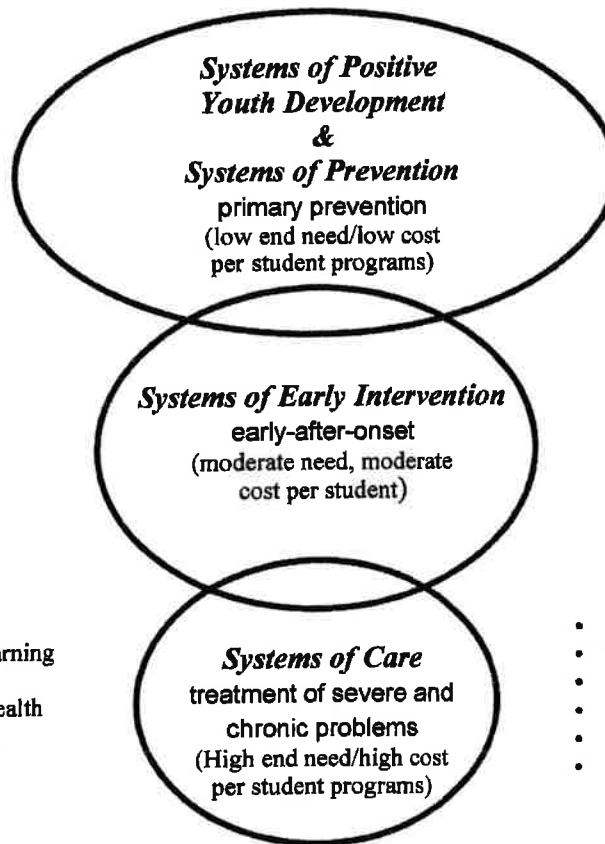 Systems of Positive
Youth Development
&
Systems of Prevention
primary prevention
(low end need/low cost
per student programs)
Systems of Early Intervention
early-after-onset
(moderate need, moderate
cost per student)
Systems of Care
treatment of severe and
chronic problems
(High end need/high cost
per student programs)
arning
ealth
•
•
•
•
•
•